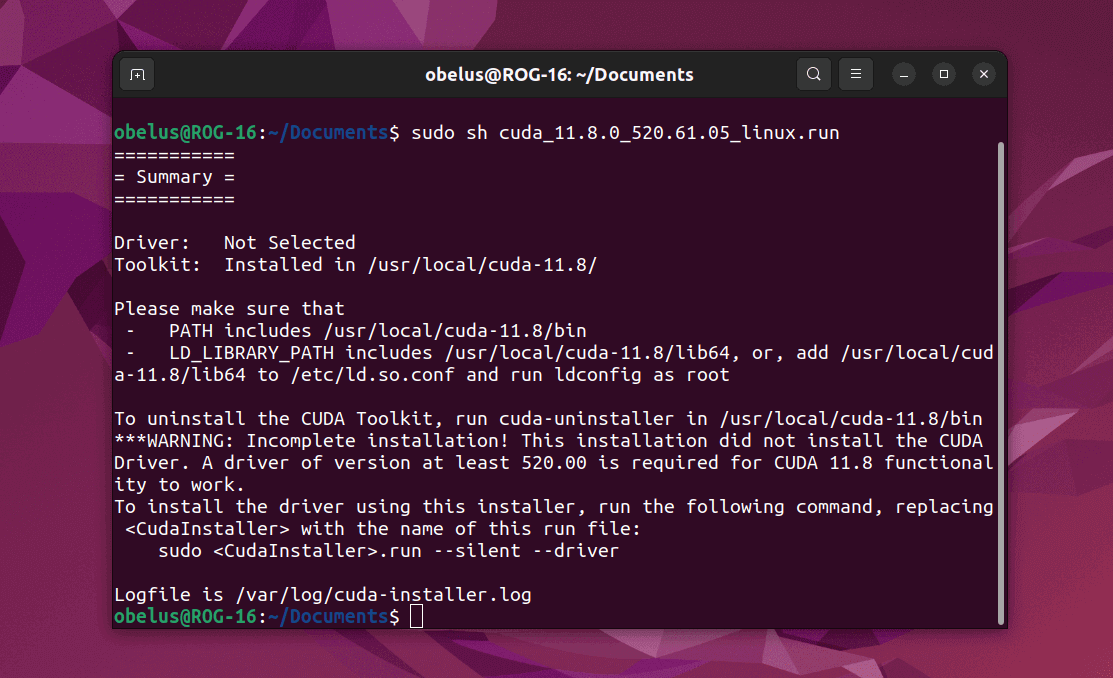 obelus@ROG-16: ~/Documents
obelus@ROG-16:~/Documents$ sudo sh cuda_11.8.0_520.61.05_linux.run
===========
= Summary =
===========
Driver:   Not Selected
Toolkit:  Installed in /usr/local/cuda-11.8/
Please make sure that
 -   PATH includes /usr/local/cuda-11.8/bin
 -   LD_LIBRARY_PATH includes /usr/local/cuda-11.8/lib64, or, add /usr/local/cud
a-11.8/lib64 to /etc/ld.so.conf and run ldconfig as root
To uninstall the CUDA Toolkit, run cuda-uninstaller in /usr/local/cuda-11.8/bin
***WARNING: Incomplete installation! This installation did not install the CUDA
Driver. A driver of version at least 520.00 is required for CUDA 11.8 functional
ity to work.
To install the driver using this installer, run the following command, replacing
 <CudaInstaller> with the name of this run file:
    sudo <CudaInstaller>.run --silent --driver
Logfile is /var/log/cuda-installer.log
obelus@ROG-16:~/Documents$